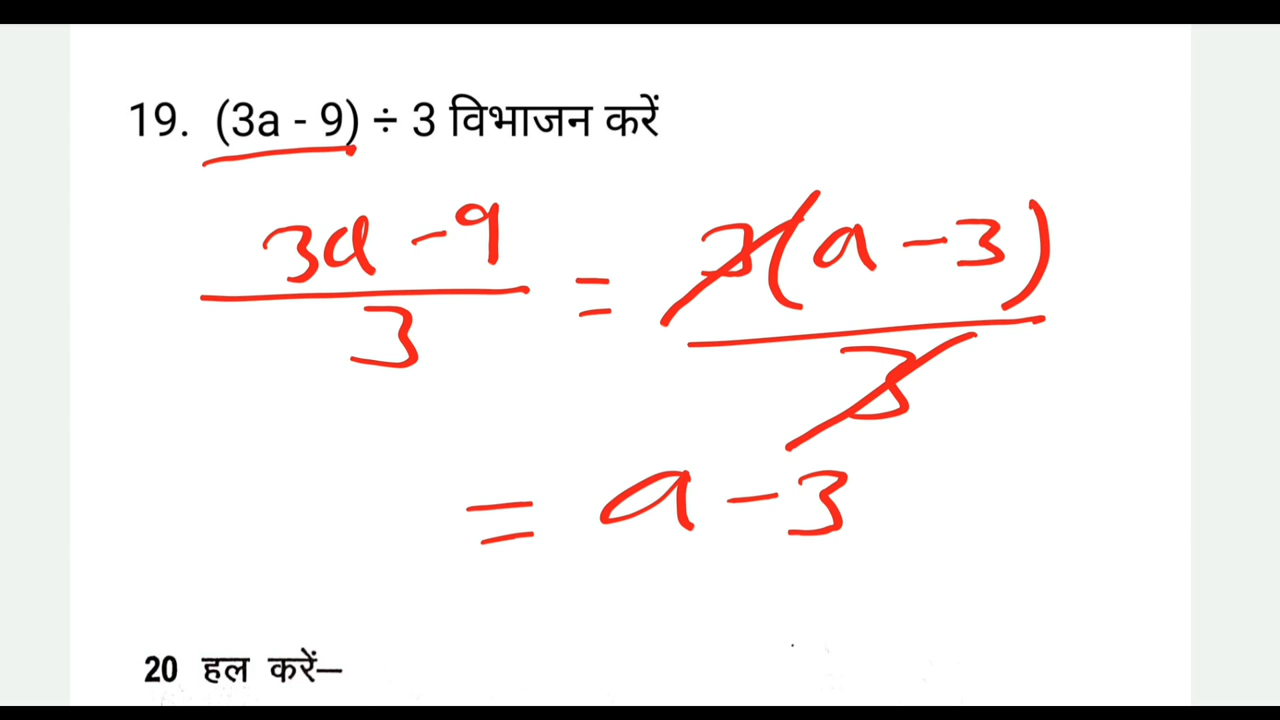 19. (3a - 9) ÷ 3 विभाजन करें
3a - 9 / 3 = 3(a - 3) / 3
= a - 3
20 हल करें–